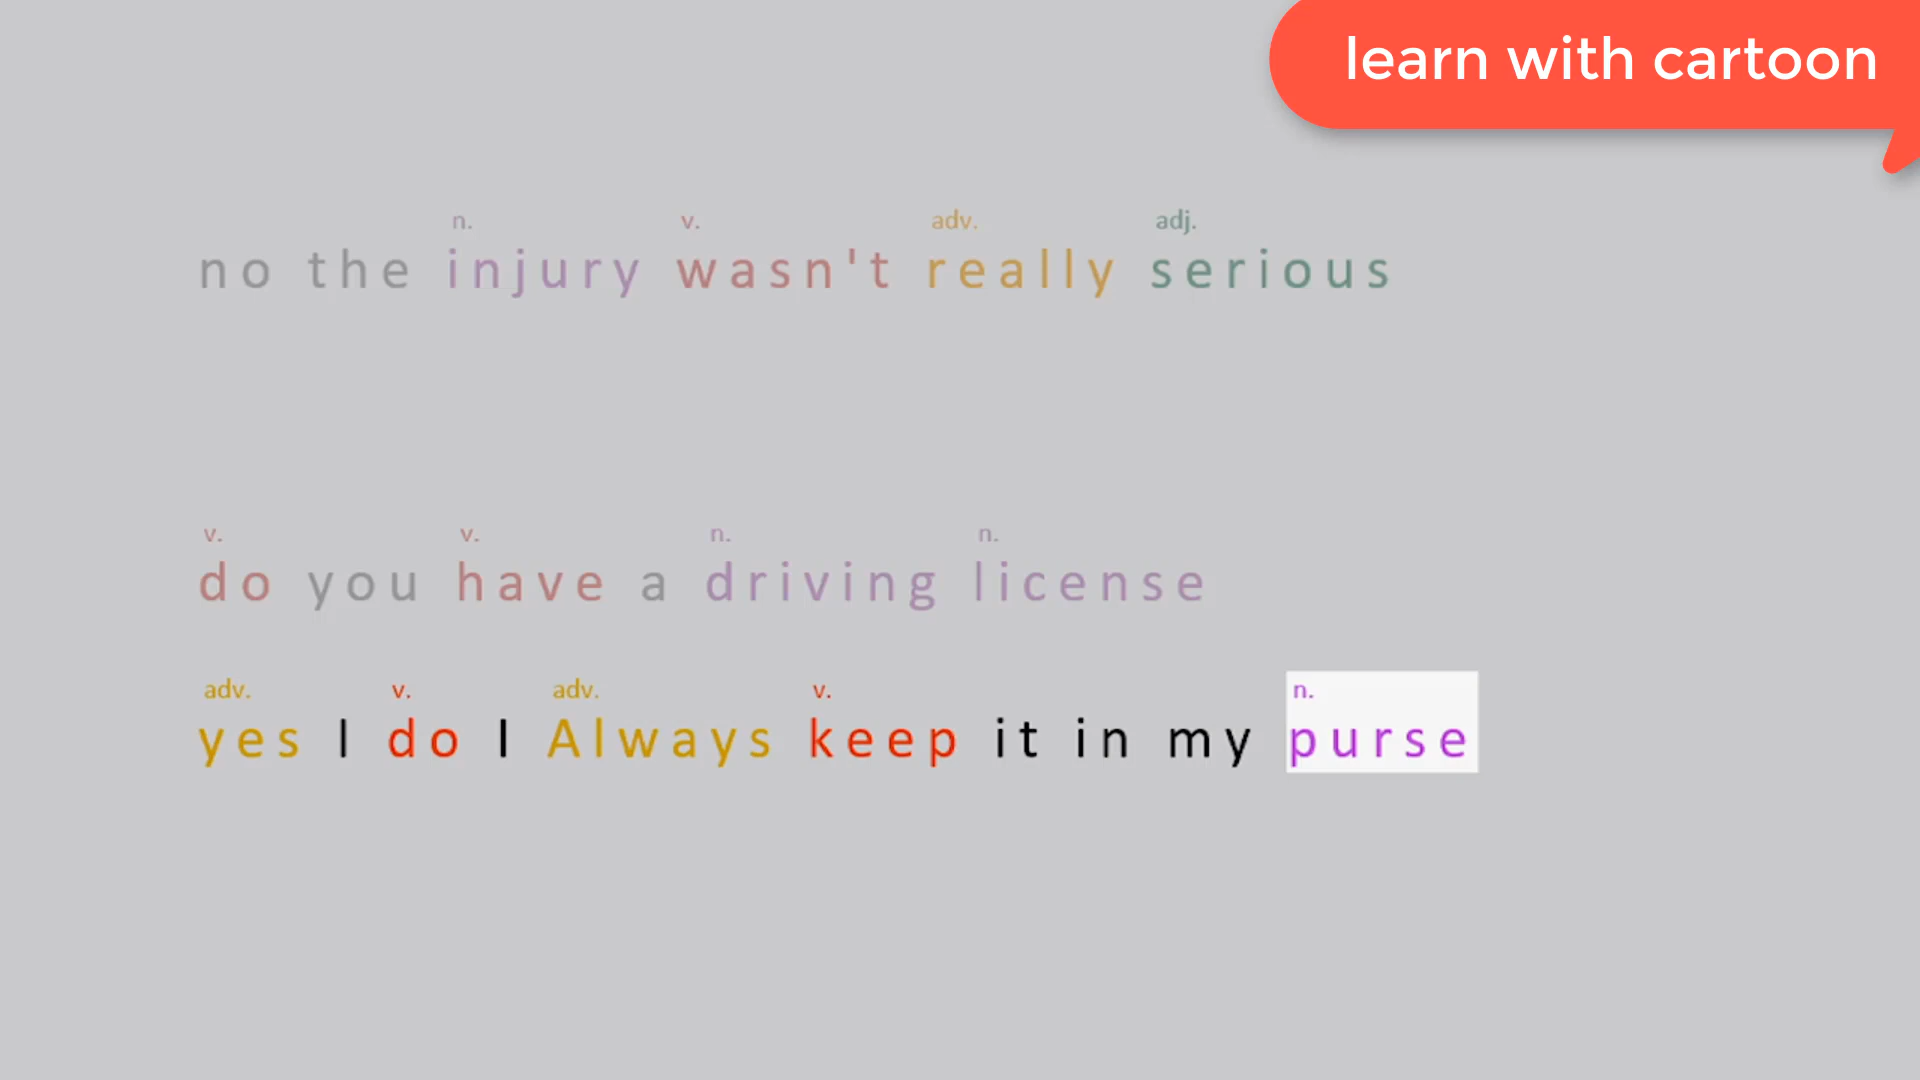 learn with cartoon
n. v. adv. adj.
no the injury wasn't really serious
v. v. n. n.
do you have a driving license
adv. v. adv. v. n.
yes I do I Always keep it in my purse